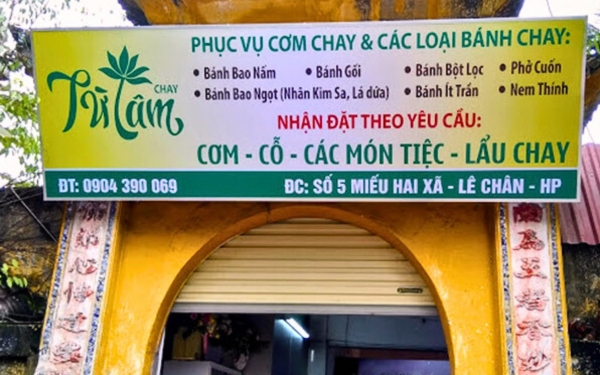 PHỤC VỤ CƠM CHAY & CÁC LOẠI BÁNH CHAY:
Từ Tâm
CHAY
• Bánh Bao Nấm • Bánh Gối • Bánh Bột Lọc • Phở Cuốn
• Bánh Bao Ngọt (Nhân Kim Sa, Lá dứa) • Bánh Ít Trần • Nem Thính
NHẬN ĐẶT THEO YÊU CẦU:
CƠM - CỖ - CÁC MÓN TIỆC - LẨU CHAY
ĐT: 0904 390 069 ĐC: SỐ 5 MIẾU HAI XÃ - LÊ CHÂN - HP